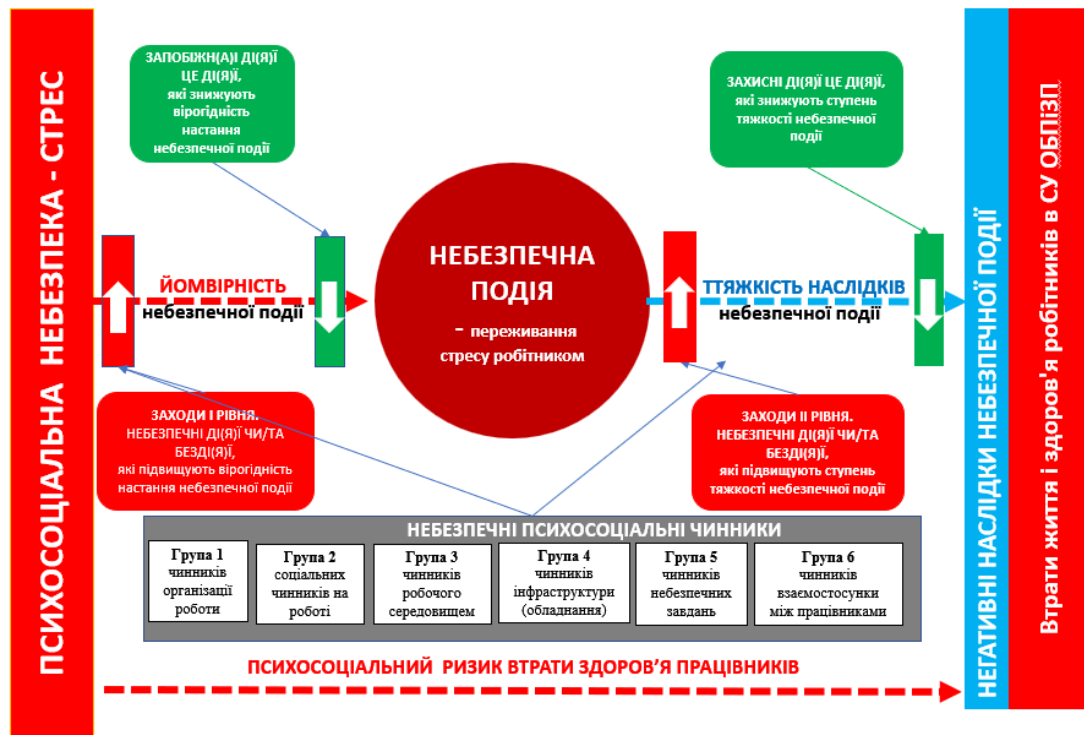 ПСИХОСОЦІАЛЬНА НЕБЕЗПЕКА - СТРЕС
ЗАПОБІЖН(А)І ДІ(Я)Ї
ЦЕ ДІ(Я)Ї,
які знижують
вірогідність
настання
небезпечної події
ЗАХИСНІ ДІ(Я)Ї ЦЕ ДІ(Я)Ї,
які знижують ступень
тяжкості небезпечної
події
ЙОМВІРНІСТЬ
небезпечної події
НЕБЕЗПЕЧНА
ПОДІЯ
– переживання
стресу робітником
ТТЯЖКІСТЬ НАСЛІДКІВ
небезпечної події
ЗАХОДИ І РІВНЯ.
НЕБЕЗПЕЧНІ ДІ(Я)Ї ЧИ/ТА
БЕЗДІ(Я)Ї,
які підвищують вірогідність
настання небезпечної події
ЗАХОДИ ІІ РІВНЯ.
НЕБЕЗПЕЧНІ ДІ(Я)Ї ЧИ/ТА
БЕЗДІ(Я)Ї,
які підвищують ступень
тяжкості небезпечної події
НЕБЕЗПЕЧНІ ПСИХОСОЦІАЛЬНІ ЧИННИКИ
Група 1
чинників
організації
роботи
Група 2
соціальних
чинників на
роботі
Група 3
чинників
робочого
середовищем
Група 4
чинників
інфраструктури
(обладнання)
Група 5
чинників
небезпечних
завдань
Група 6
чинників
взаємостосунки
між працівниками
ПСИХОСОЦІАЛЬНИЙ РИЗИК ВТРАТИ ЗДОРОВ’Я ПРАЦІВНИКІВ
НЕГАТИВНІ НАСЛІДКИ НЕБЕЗПЕЧНОЇ ПОДІЇ
Втрати життя і здоров'я робітників в СУ ОБПіЗП